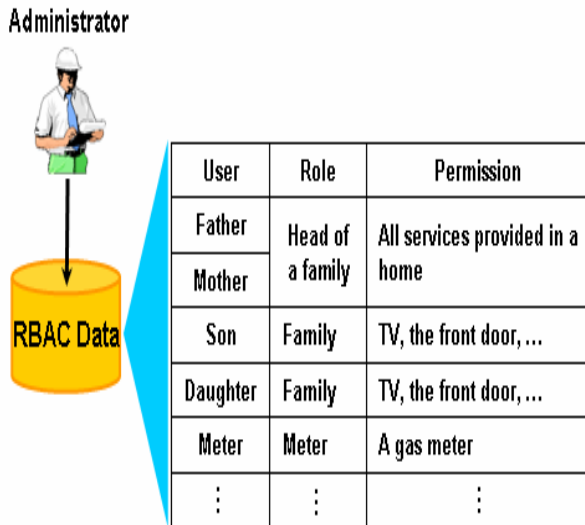 Administrator
RBAC Data
User Role Permission
Father
Head of
a family
All services provided in a
home
Mother
Son Family TV, the front door, ...
Daughter Family TV, the front door, ...
Meter Meter A gas meter
⋮ ⋮ ⋮